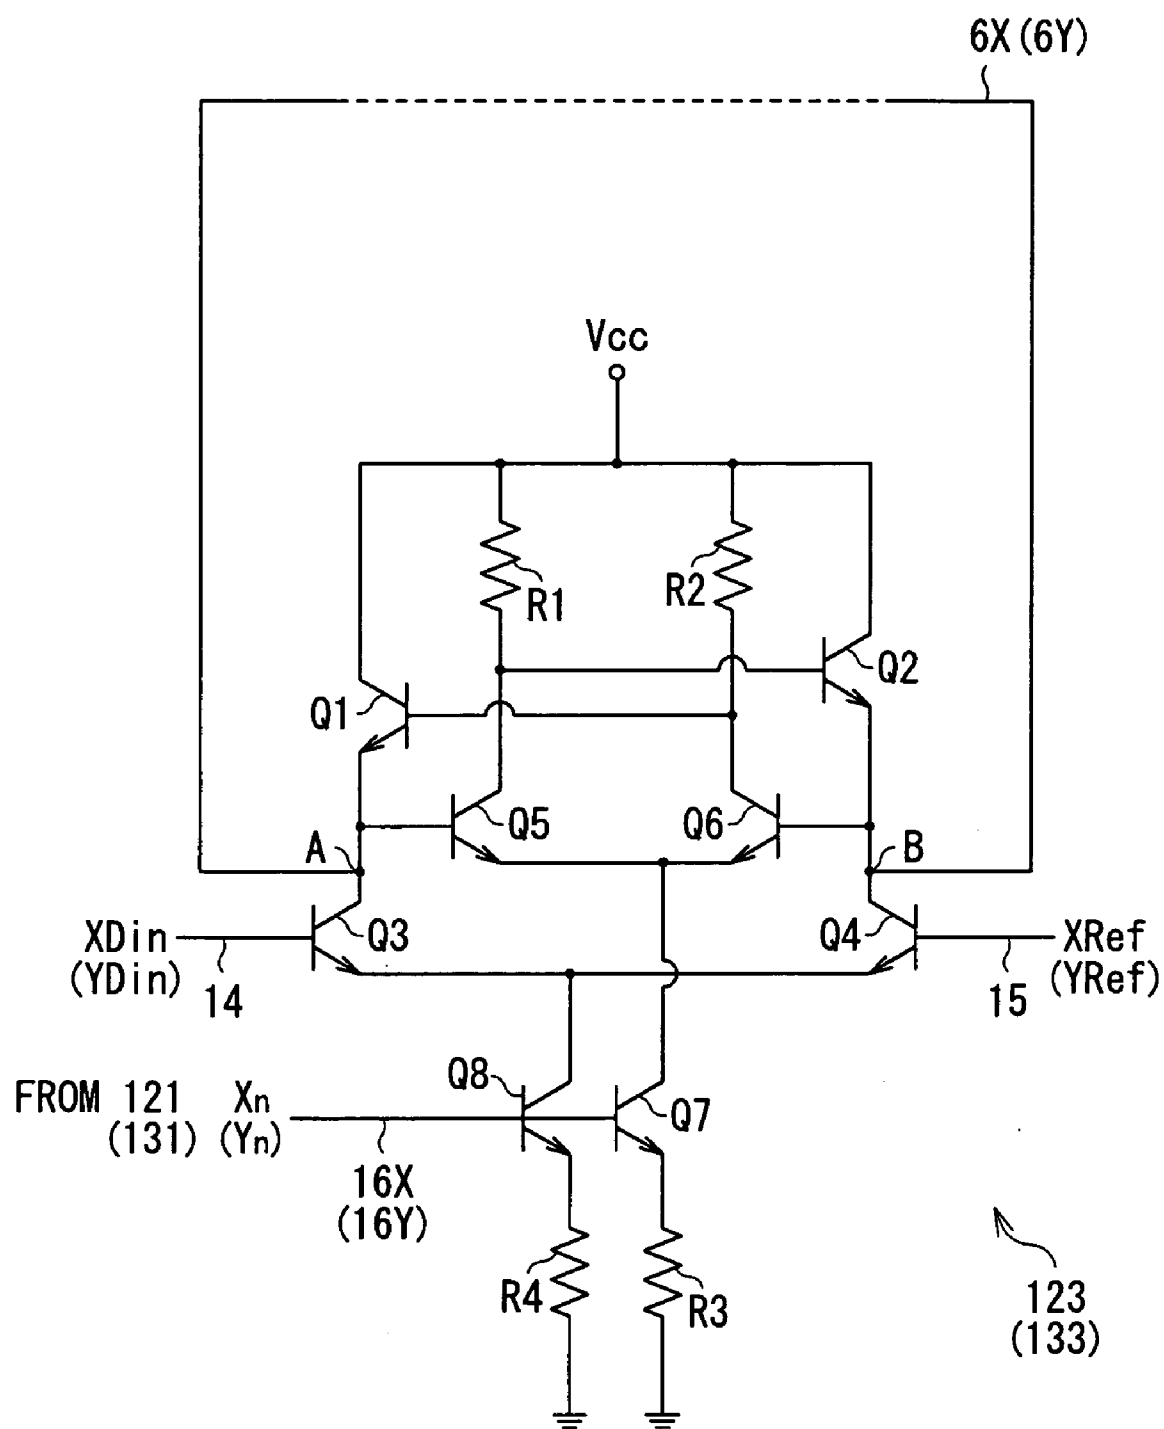 6X(6Y)
Vcc
R1
R2
Q1
Q2
Q5
Q6
A
B
XDin
(YDin)
14
Q3
Q4
15
XRef
(YRef)
Q8
Q7
FROM 121 Xn
(131) (Yn)
16X
(16Y)
R4
R3
123
(133)